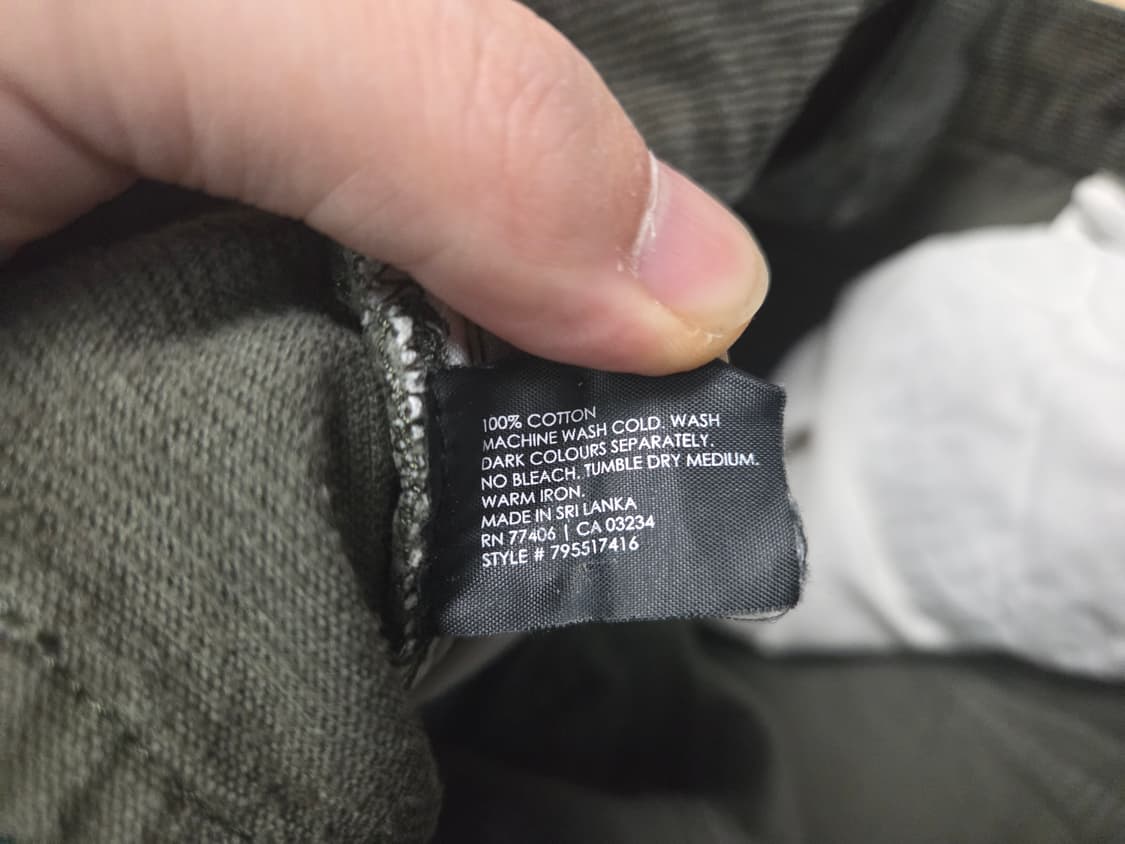 100% COTTON
MACHINE WASH COLD. WASH
DARK COLOURS SEPARATELY.
NO BLEACH. TUMBLE DRY MEDIUM.
WARM IRON.
MADE IN SRI LANKA
RN 77406 | CA 03234
STYLE # 795517416